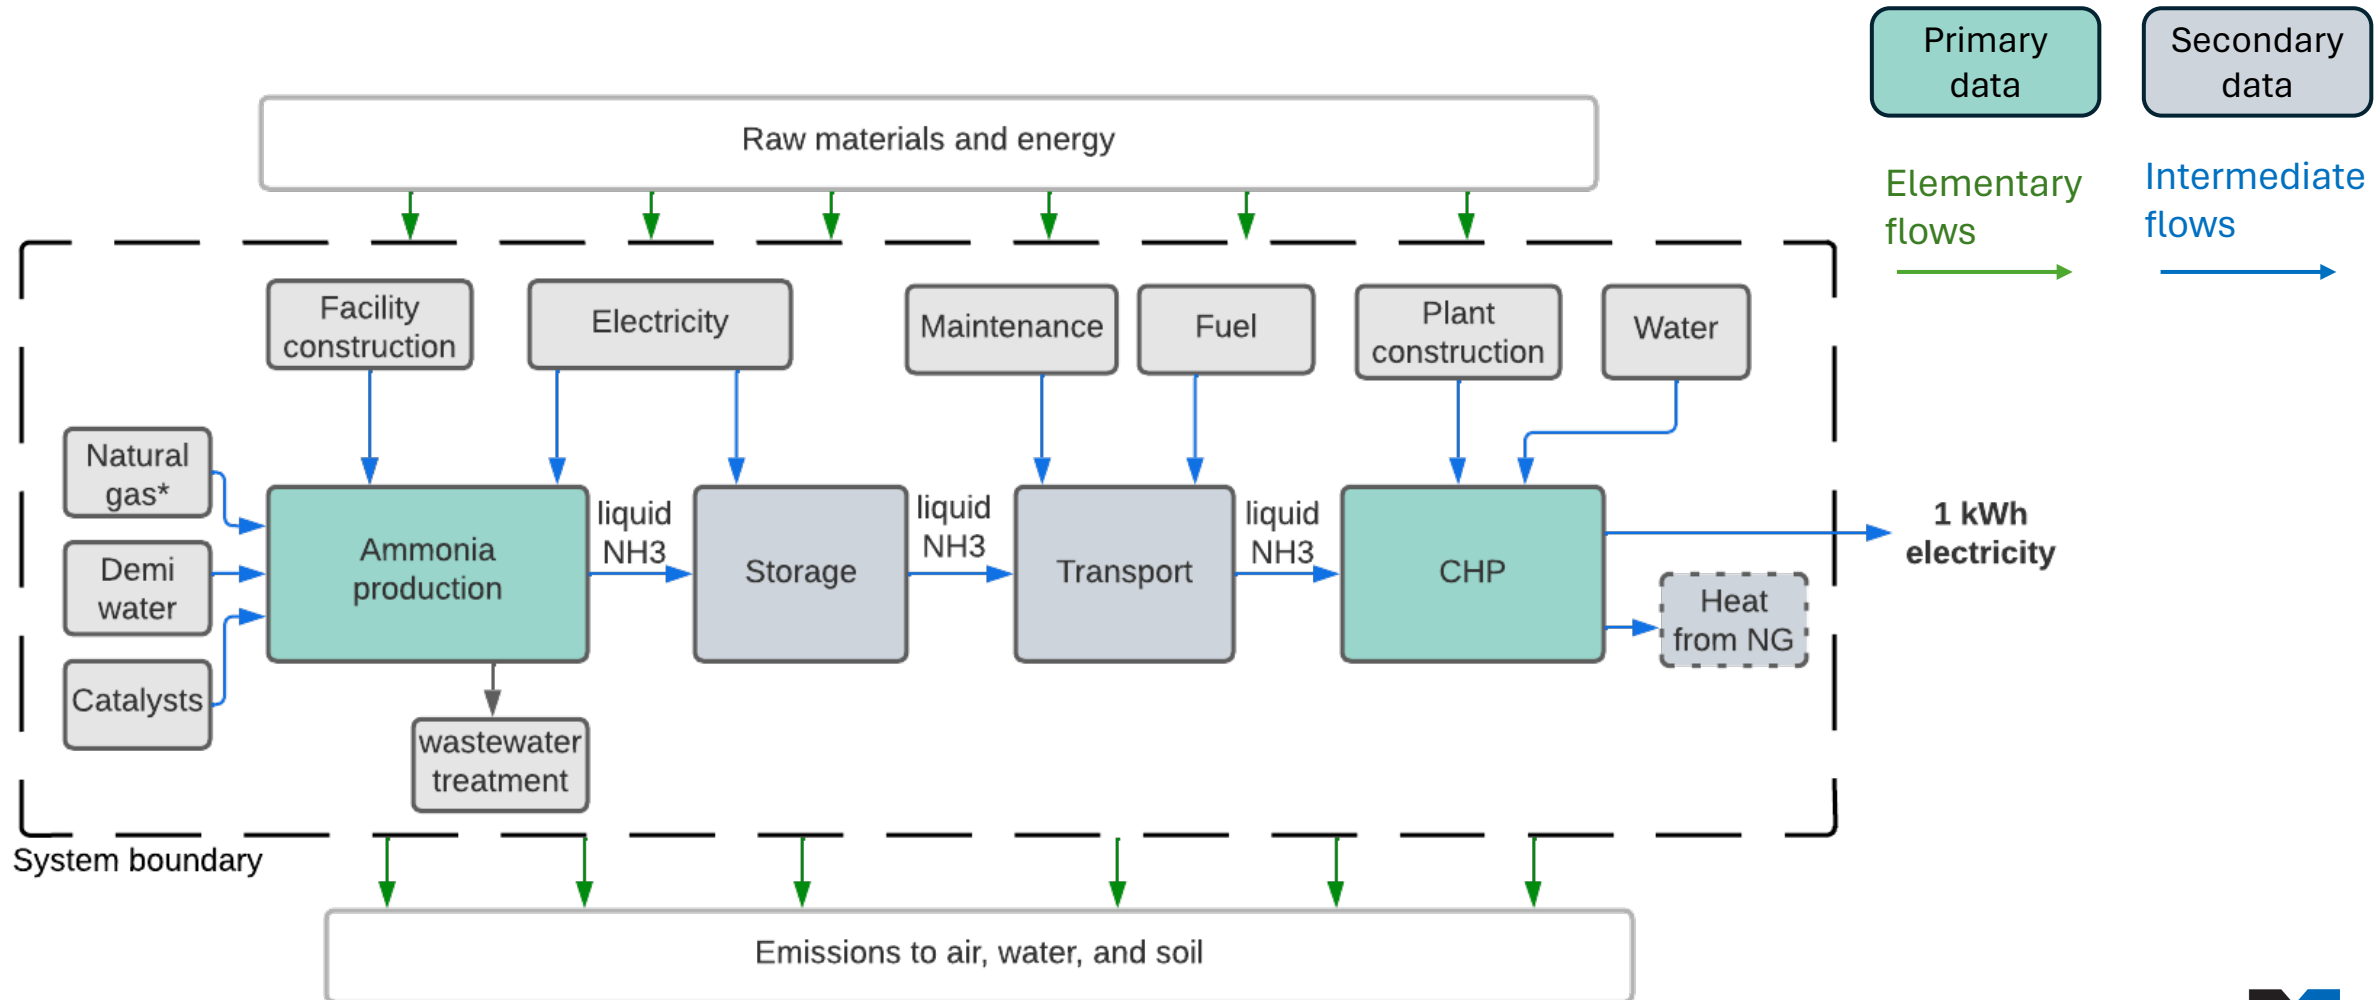 Primary
data
Secondary
data
Raw materials and energy
Elementary
flows
Intermediate
flows
Facility
construction
Electricity
Maintenance
Fuel
Plant
construction
Water
Natural
gas*
Demi
water
Catalysts
Ammonia
production
liquid
NH3
Storage
liquid
NH3
Transport
liquid
NH3
CHP
1 kWh
electricity
Heat
from NG
wastewater
treatment
System boundary
Emissions to air, water, and soil